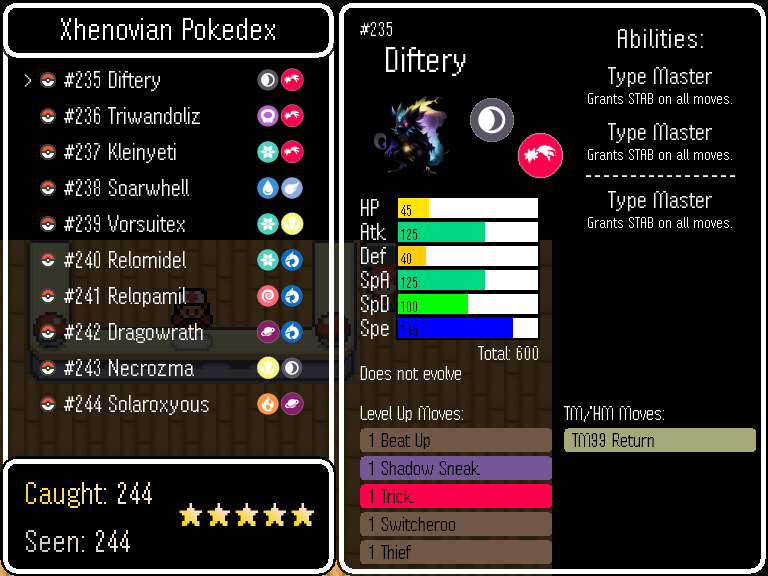 Xhenovian Pokedex
#235 Diftery
#236 Triwandoliz
#237 Kleinyeti
#238 Soarwhell
#239 Vorsuitex
#240 Relomidel
#241 Relopamil
#242 Dragowrath
#243 Necrozma
#244 Solaroxyous
Caught: 244
Seen: 244
#235
Diftery
HP 45
Atk 125
Def 40
SpA 125
SpD 100
Spe 165
Total: 600
Does not evolve
Abilities:
Type Master
Grants STAB on all moves.
Type Master
Grants STAB on all moves.
Type Master
Grants STAB on all moves.
Level Up Moves:
1 Beat Up
1 Shadow Sneak
1 Trick
1 Switcheroo
1 Thief
TM/HM Moves:
TM99 Return